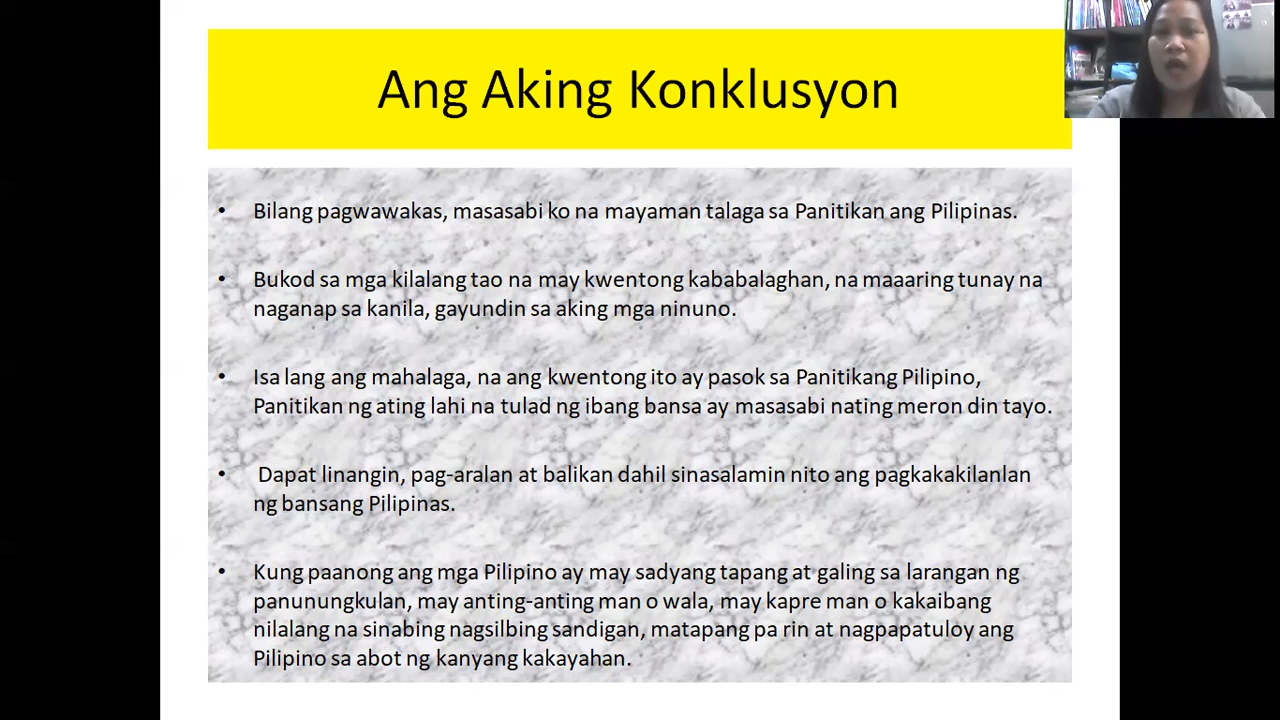 Ang Aking Konklusyon
• Bilang pagwawakas, masasabi ko na mayaman talaga sa Panitikan ang Pilipinas.
• Bukod sa mga kilalang tao na may kwentong kababalaghan, na maaaring tunay na
naganap sa kanila, gayundin sa aking mga ninuno.
• Isa lang ang mahalaga, na ang kwentong ito ay pasok sa Panitikang Pilipino,
Panitikan ng ating lahi na tulad ng ibang bansa ay masasabi nating meron din tayo.
• Dapat linangin, pag-aralan at balikan dahil sinasalamin nito ang pagkakakilanlan
ng bansang Pilipinas.
• Kung paanong ang mga Pilipino ay may sadyang tapang at galing sa larangan ng
panunungkulan, may anting-anting man o wala, may kapre man o kakaibang
nilalang na sinabing nagsilbing sandigan, matapang pa rin at nagpapatuloy ang
Pilipino sa abot ng kanyang kakayahan.